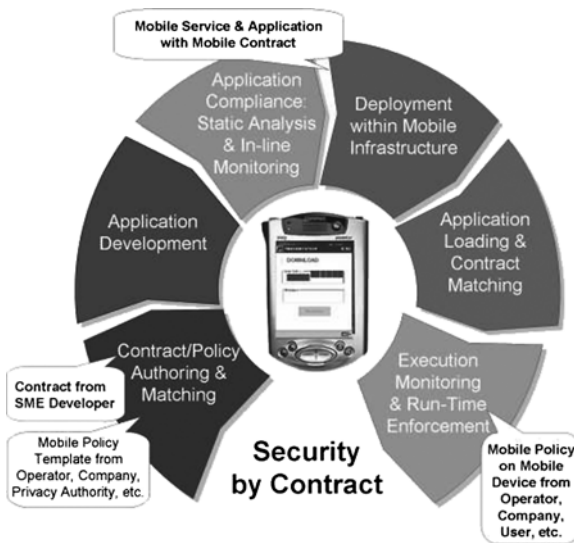 Mobile Service & Application
with Mobile Contract
Application
Compliance:
Static Analysis
& In-line
Monitoring
Deployment
within Mobile
Infrastructure
Application
Development
Application
Loading &
Contract
Matching
DOWNLOAD
Contract/Policy
Authoring &
Matching
Execution
Monitoring
& Run-Time
Enforcement
Contract from
SME Developer
Mobile Policy
Template from
Operator, Company,
Privacy Authority, etc.
Security
by Contract
Mobile Policy
on Mobile
Device from
Operator,
Company,
User, etc.